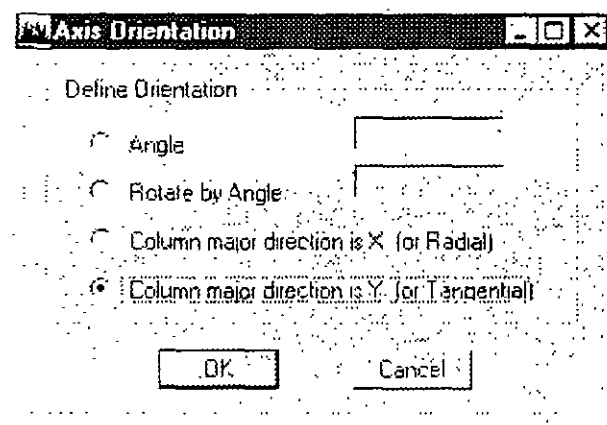 Axis Orientation
Define Orientation
Angle
Rotate by Angle
Column major direction is X (or Radial)
Column major direction is Y (or Tangential)
OK
Cancel